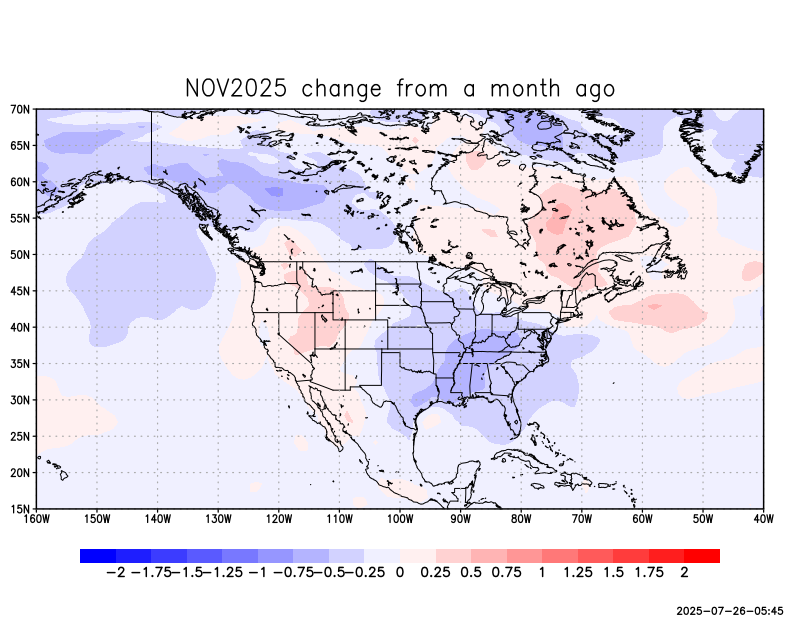 NOV2025 change from a month ago
70N
65N
60N
55N
50N
45N
40N
35N
30N
25N
20N
15N
160W 150W 140W 130W 120W 110W 100W 90W 80W 70W 60W 50W 40W
-2 -1.75 -1.5 -1.25 -1 -0.75 -0.5 -0.25 0 0.25 0.5 0.75 1 1.25 1.5 1.75 2
2025-07-26-05:45